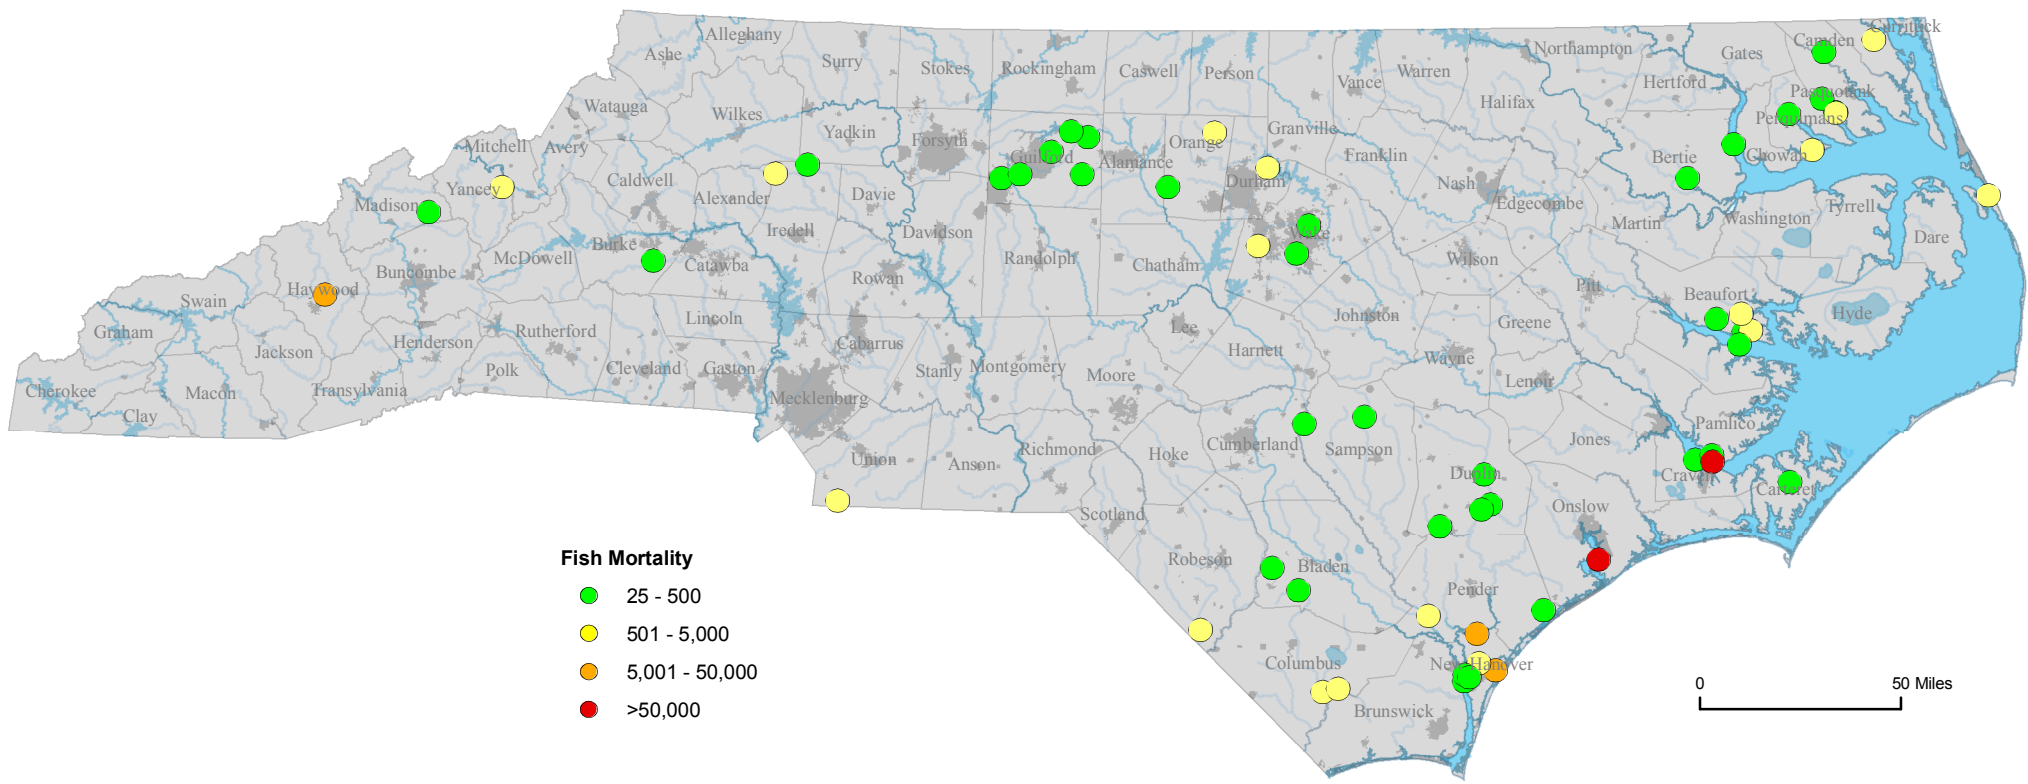 Alleghany
Currituck
Ashe
Surry
Stokes
Rockingham
Caswell
Person
Vance
Warren
Northampton
Gates
Camden
Hertford
Halifax
Pasquotank
Watauga
Wilkes
Yadkin
Forsyth
Guilford
Alamance
Orange
Granville
Franklin
Perquimans
Mitchell
Avery
Bertie
Chowan
Yancey
Caldwell
Alexander
Davie
Durham
Nash
Edgecombe
Madison
Iredell
Davidson
Wake
Martin
Washington
Tyrrell
Dare
Burke
McDowell
Catawba
Randolph
Chatham
Wilson
Buncombe
Rowan
Haywood
Pitt
Beaufort
Swain
Graham
Rutherford
Lincoln
Lee
Johnston
Greene
Hyde
Henderson
Cabarrus
Harnett
Jackson
Wayne
Polk
Cleveland
Gaston
Stanly
Montgomery
Moore
Lenoir
Cherokee
Macon
Transylvania
Mecklenburg
Clay
Pamlico
Union
Anson
Richmond
Hoke
Cumberland
Sampson
Jones
Duplin
Craven
Carteret
Scotland
Onslow
Robeson
Bladen
Pender
Columbus
New Hanover
Brunswick
Fish Mortality
25 - 500
501 - 5,000
5,001 - 50,000
>50,000
0 50 Miles